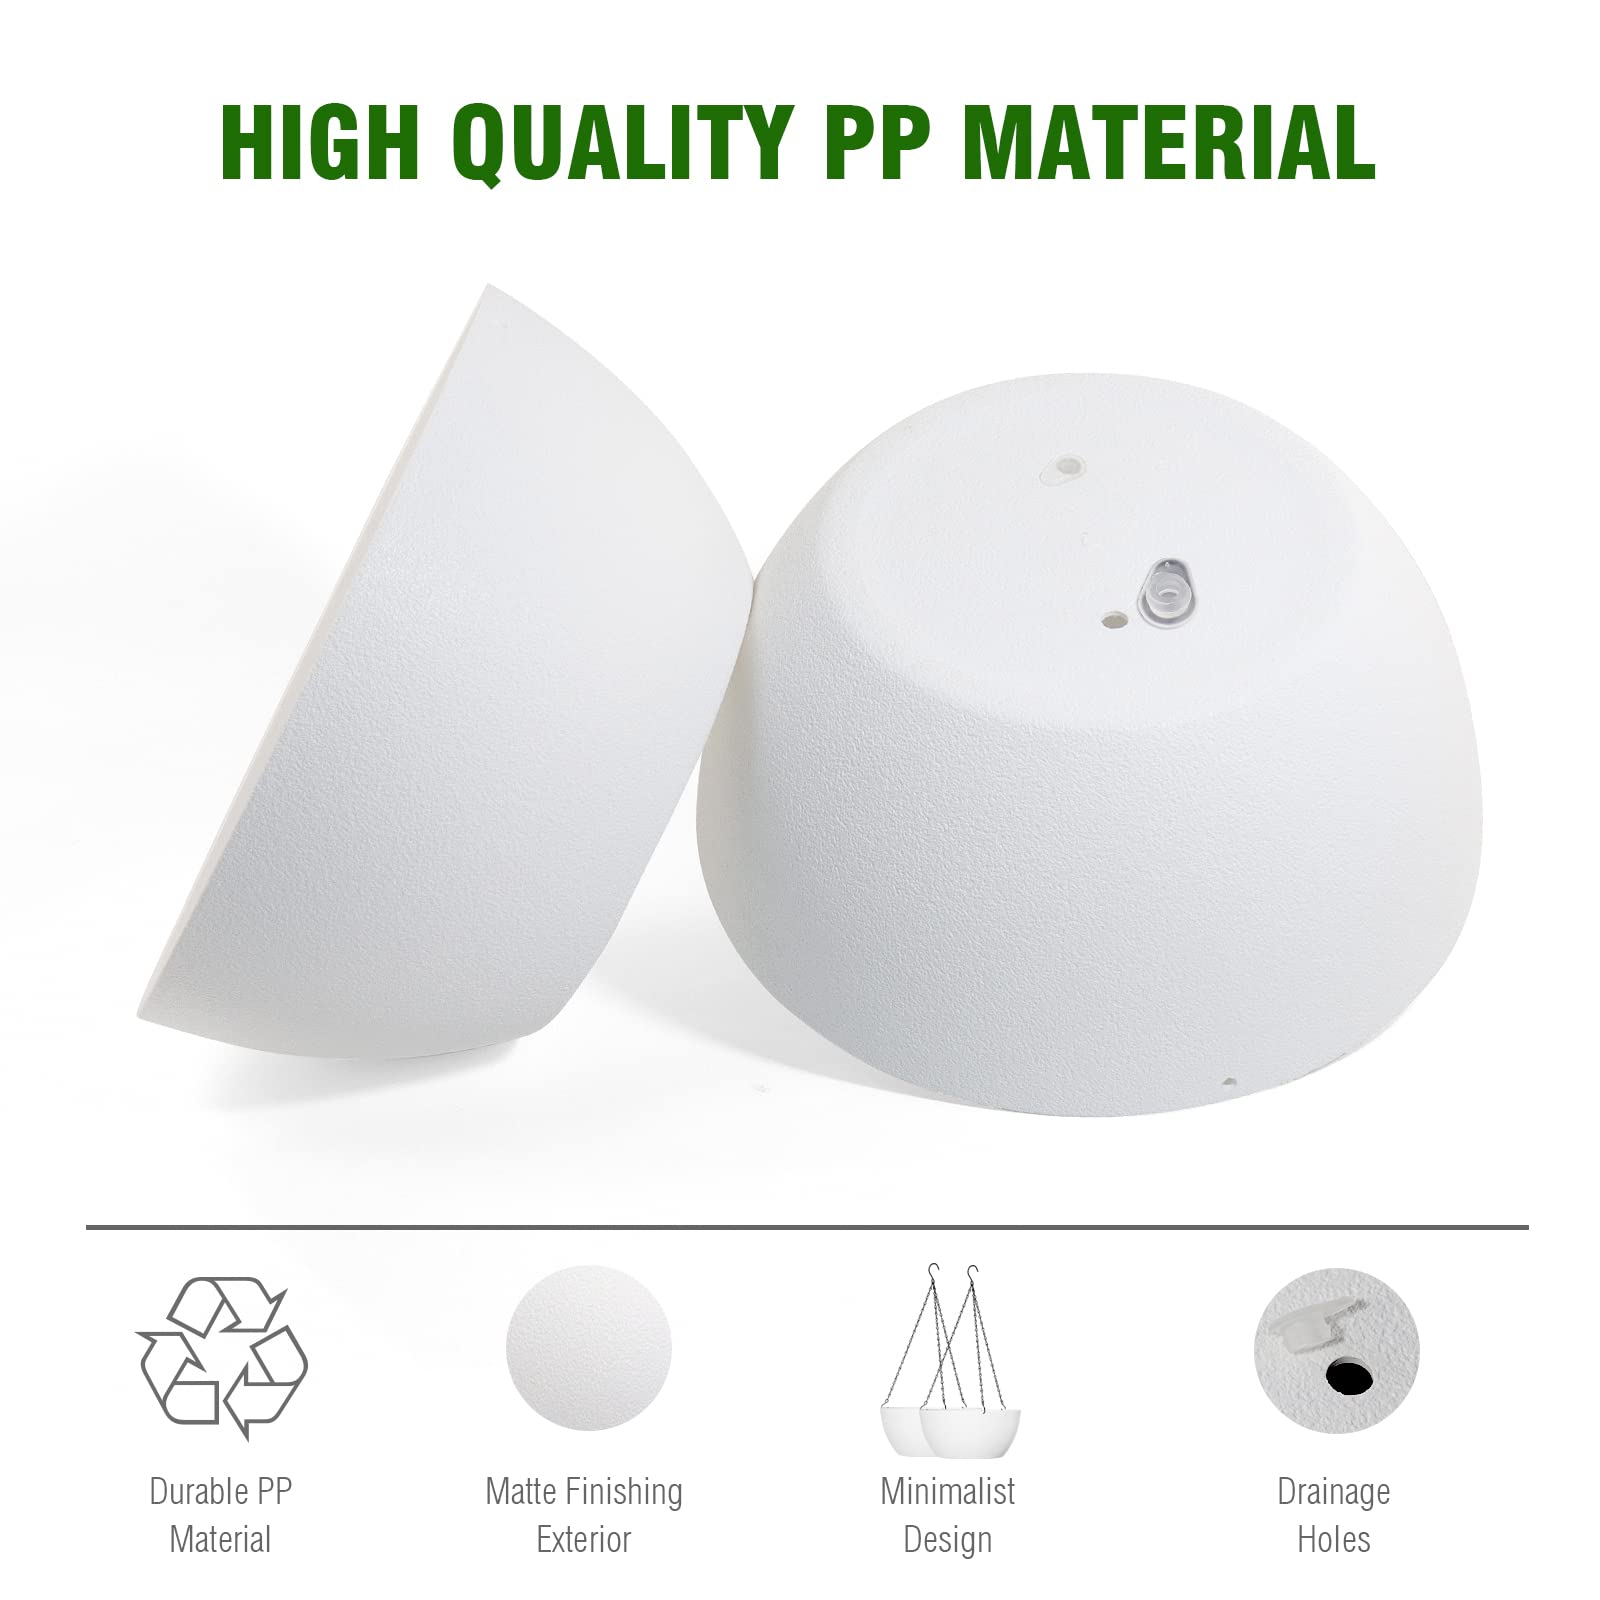 HIGH QUALITY PP MATERIAL
Durable PP
Material
Matte Finishing
Exterior
Minimalist
Design
Drainage
Holes